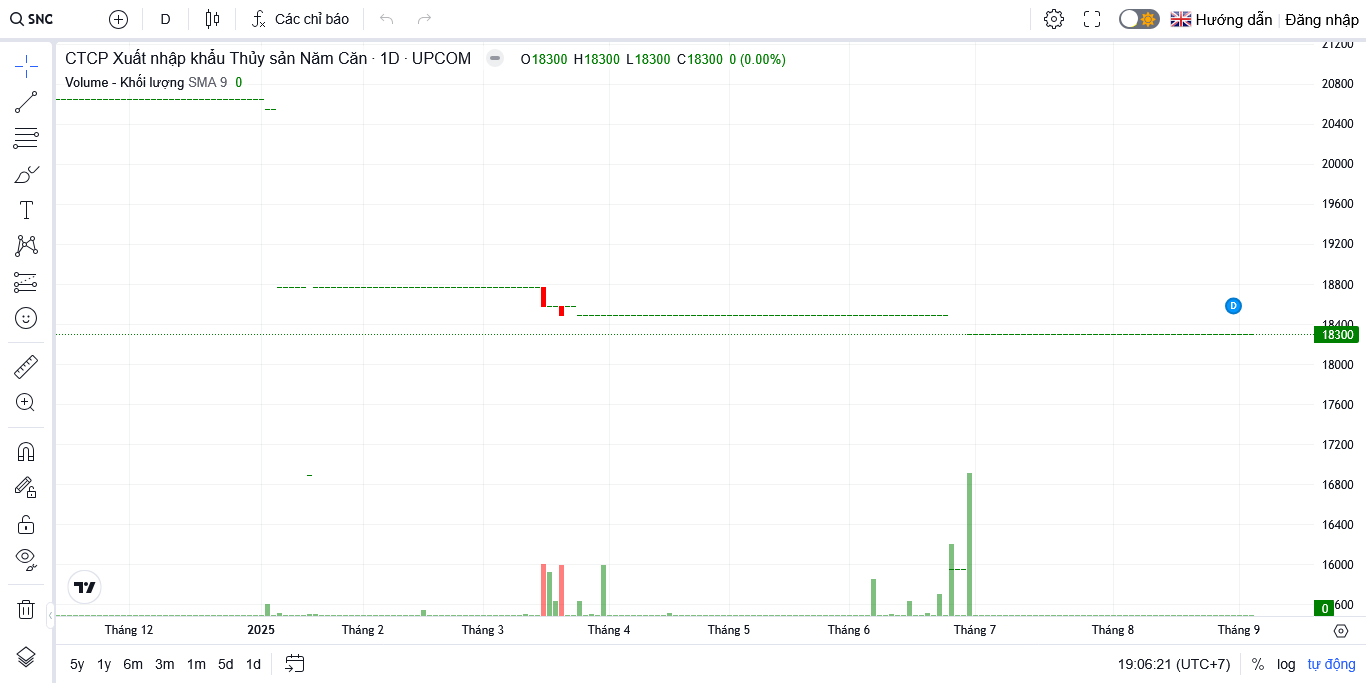 SNC D Các chỉ báo Hướng dẫn Đăng nhập
CTCP Xuất nhập khẩu Thủy sản Năm Căn · 1D · UPCOM O18300 H18300 L18300 C18300 0 (0.00%)
Volume - Khối lượng SMA 9 0
21200
20800
20400
20000
19600
19200
18800
D
18400
18300
18000
17600
17200
16800
16400
16000
0 600
Tháng 12 2025 Tháng 2 Tháng 3 Tháng 4 Tháng 5 Tháng 6 Tháng 7 Tháng 8 Tháng 9
5y 1y 6m 3m 1m 5d 1d 19:06:21 (UTC+7) % log tự động